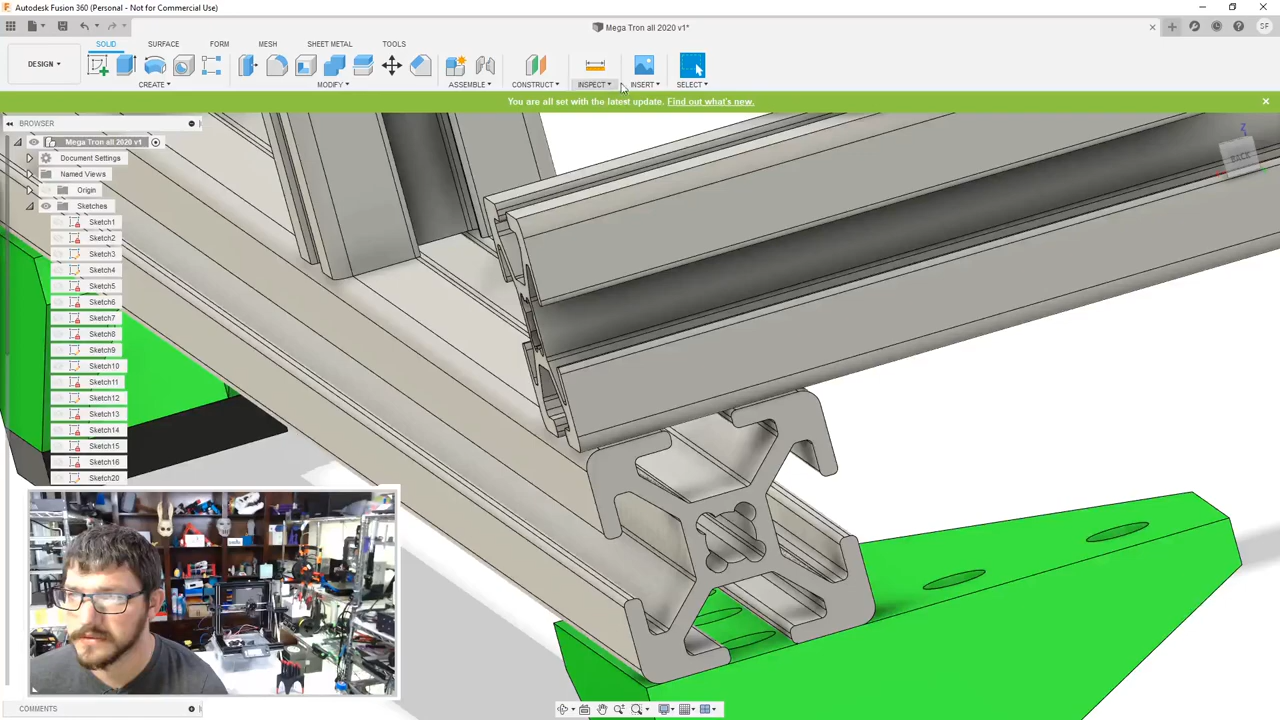 Autodesk Fusion 360 (Personal - Not for Commercial Use)
Mega Tron all 2020 v1*
SF
SOLID SURFACE FORM MESH SHEET METAL TOOLS
DESIGN
CREATE MODIFY ASSEMBLE CONSTRUCT INSPECT INSERT SELECT
You are all set with the latest update. Find out what's new.
BROWSER
Mega Tron all 2020 v1
Document Settings
Named Views
Origin
Sketches
Sketch1
Sketch2
Sketch3
Sketch4
Sketch5
Sketch6
Sketch7
Sketch8
Sketch9
Sketch10
Sketch11
Sketch12
Sketch13
Sketch14
Sketch15
Sketch16
Sketch20
Z
BACK
COMMENTS